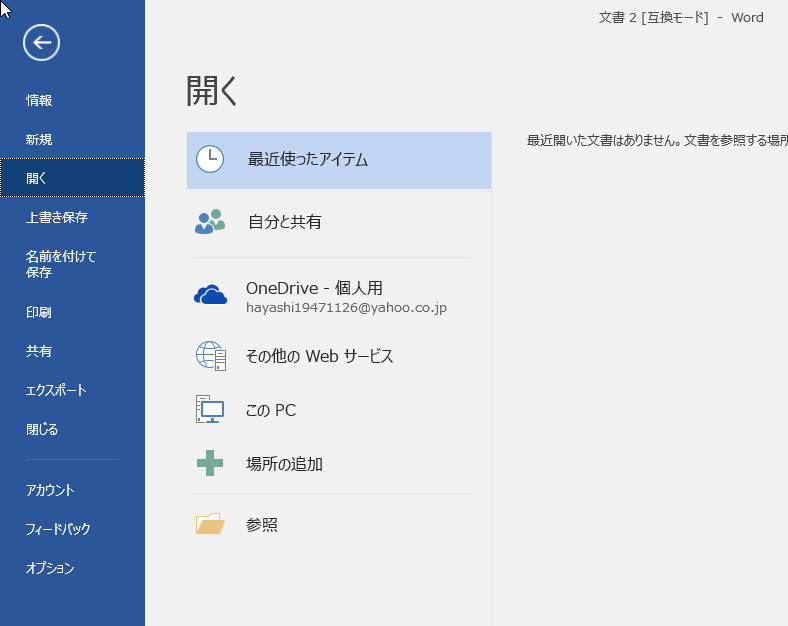 文書 2 [互換モード] - Word
情報
新規
開く
上書き保存
名前を付けて
保存
印刷
共有
エクスポート
閉じる
アカウント
フィードバック
オプション
開く
最近使ったアイテム
自分と共有
OneDrive - 個人用
hayashi19471126@yahoo.co.jp
その他の Web サービス
この PC
場所の追加
参照
最近開いた文書はありません。文書を参照する場所